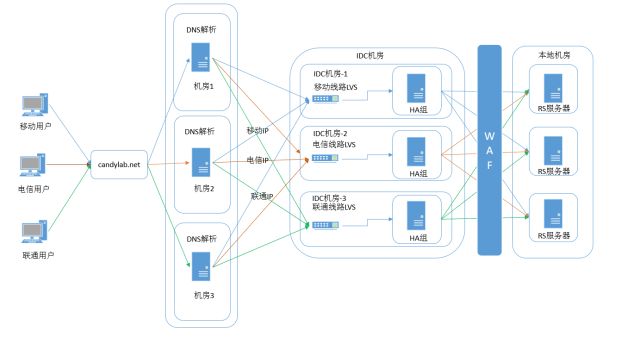 移动用户
电信用户
联通用户
candylab.net
DNS解析
机房1
DNS解析
机房2
DNS解析
机房3
移动IP
电信IP
联通IP
IDC机房
IDC机房-1
移动线路LVS
HA组
IDC机房-2
电信线路LVS
HA组
IDC机房-3
联通线路LVS
HA组
W
A
F
本地机房
RS服务器
RS服务器
RS服务器